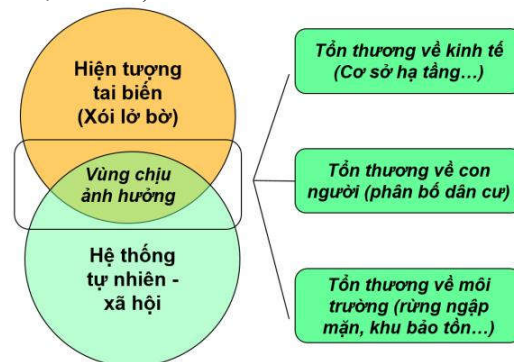 Hiện tượng
tai biến
(Xói lở bờ)
Vùng chịu
ảnh hưởng
Hệ thống
tự nhiên -
xã hội
Tổn thương về kinh tế
(Cơ sở hạ tầng…)
Tổn thương về con
người (phân bố dân cư)
Tổn thương về môi
trường (rừng ngập
mặn, khu bảo tồn…)